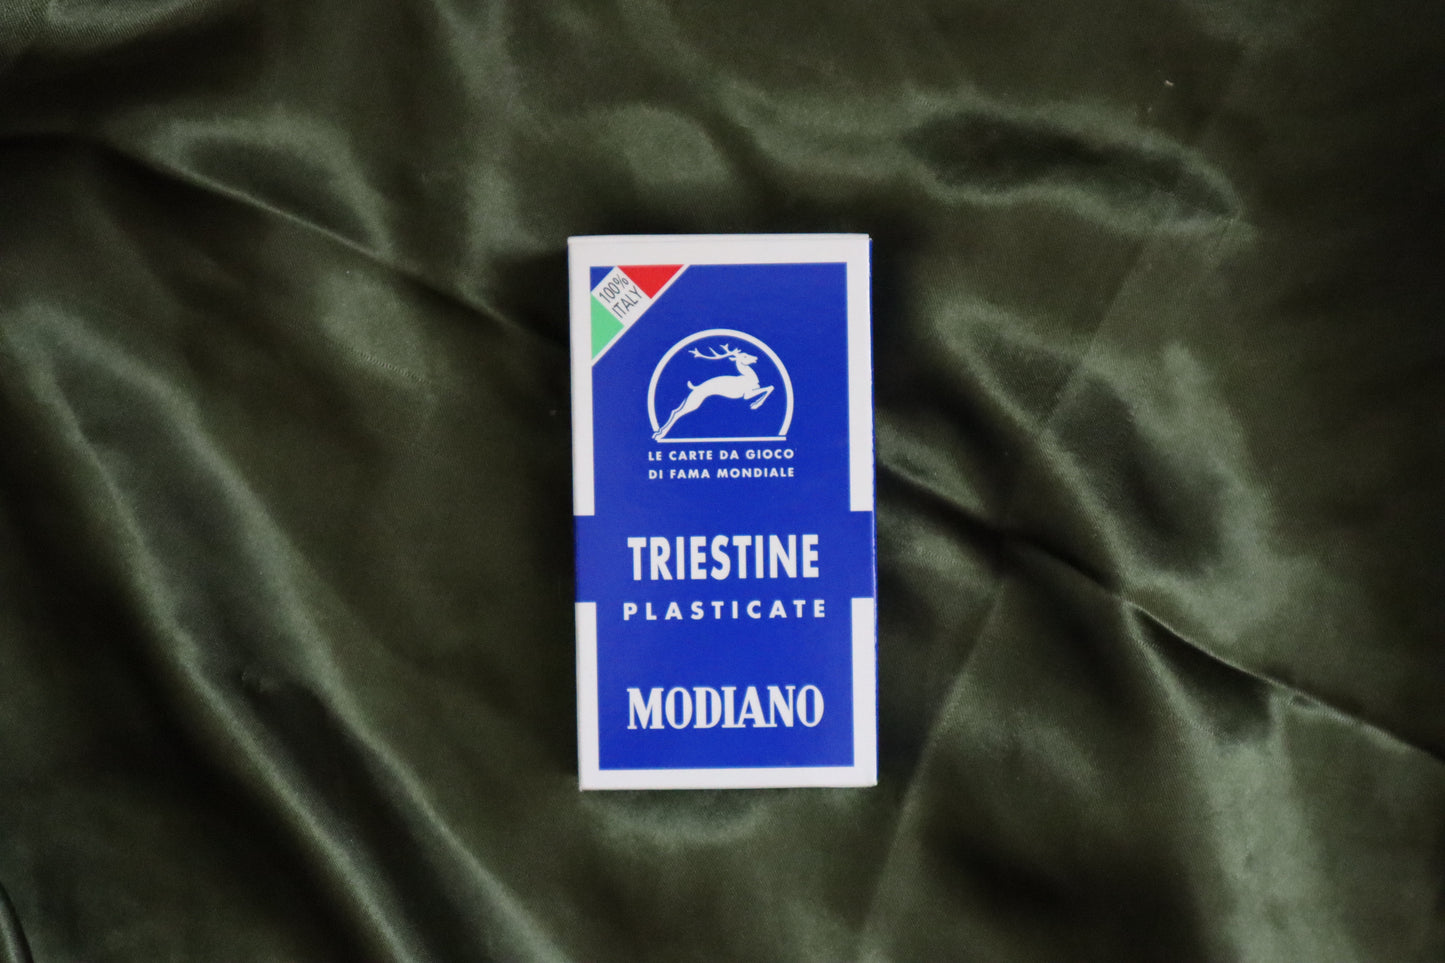 100%
ITALY
LE CARTE DA GIOCO
DI FAMA MONDIALE
TRIESTINE
PLASTICATE
MODIANO